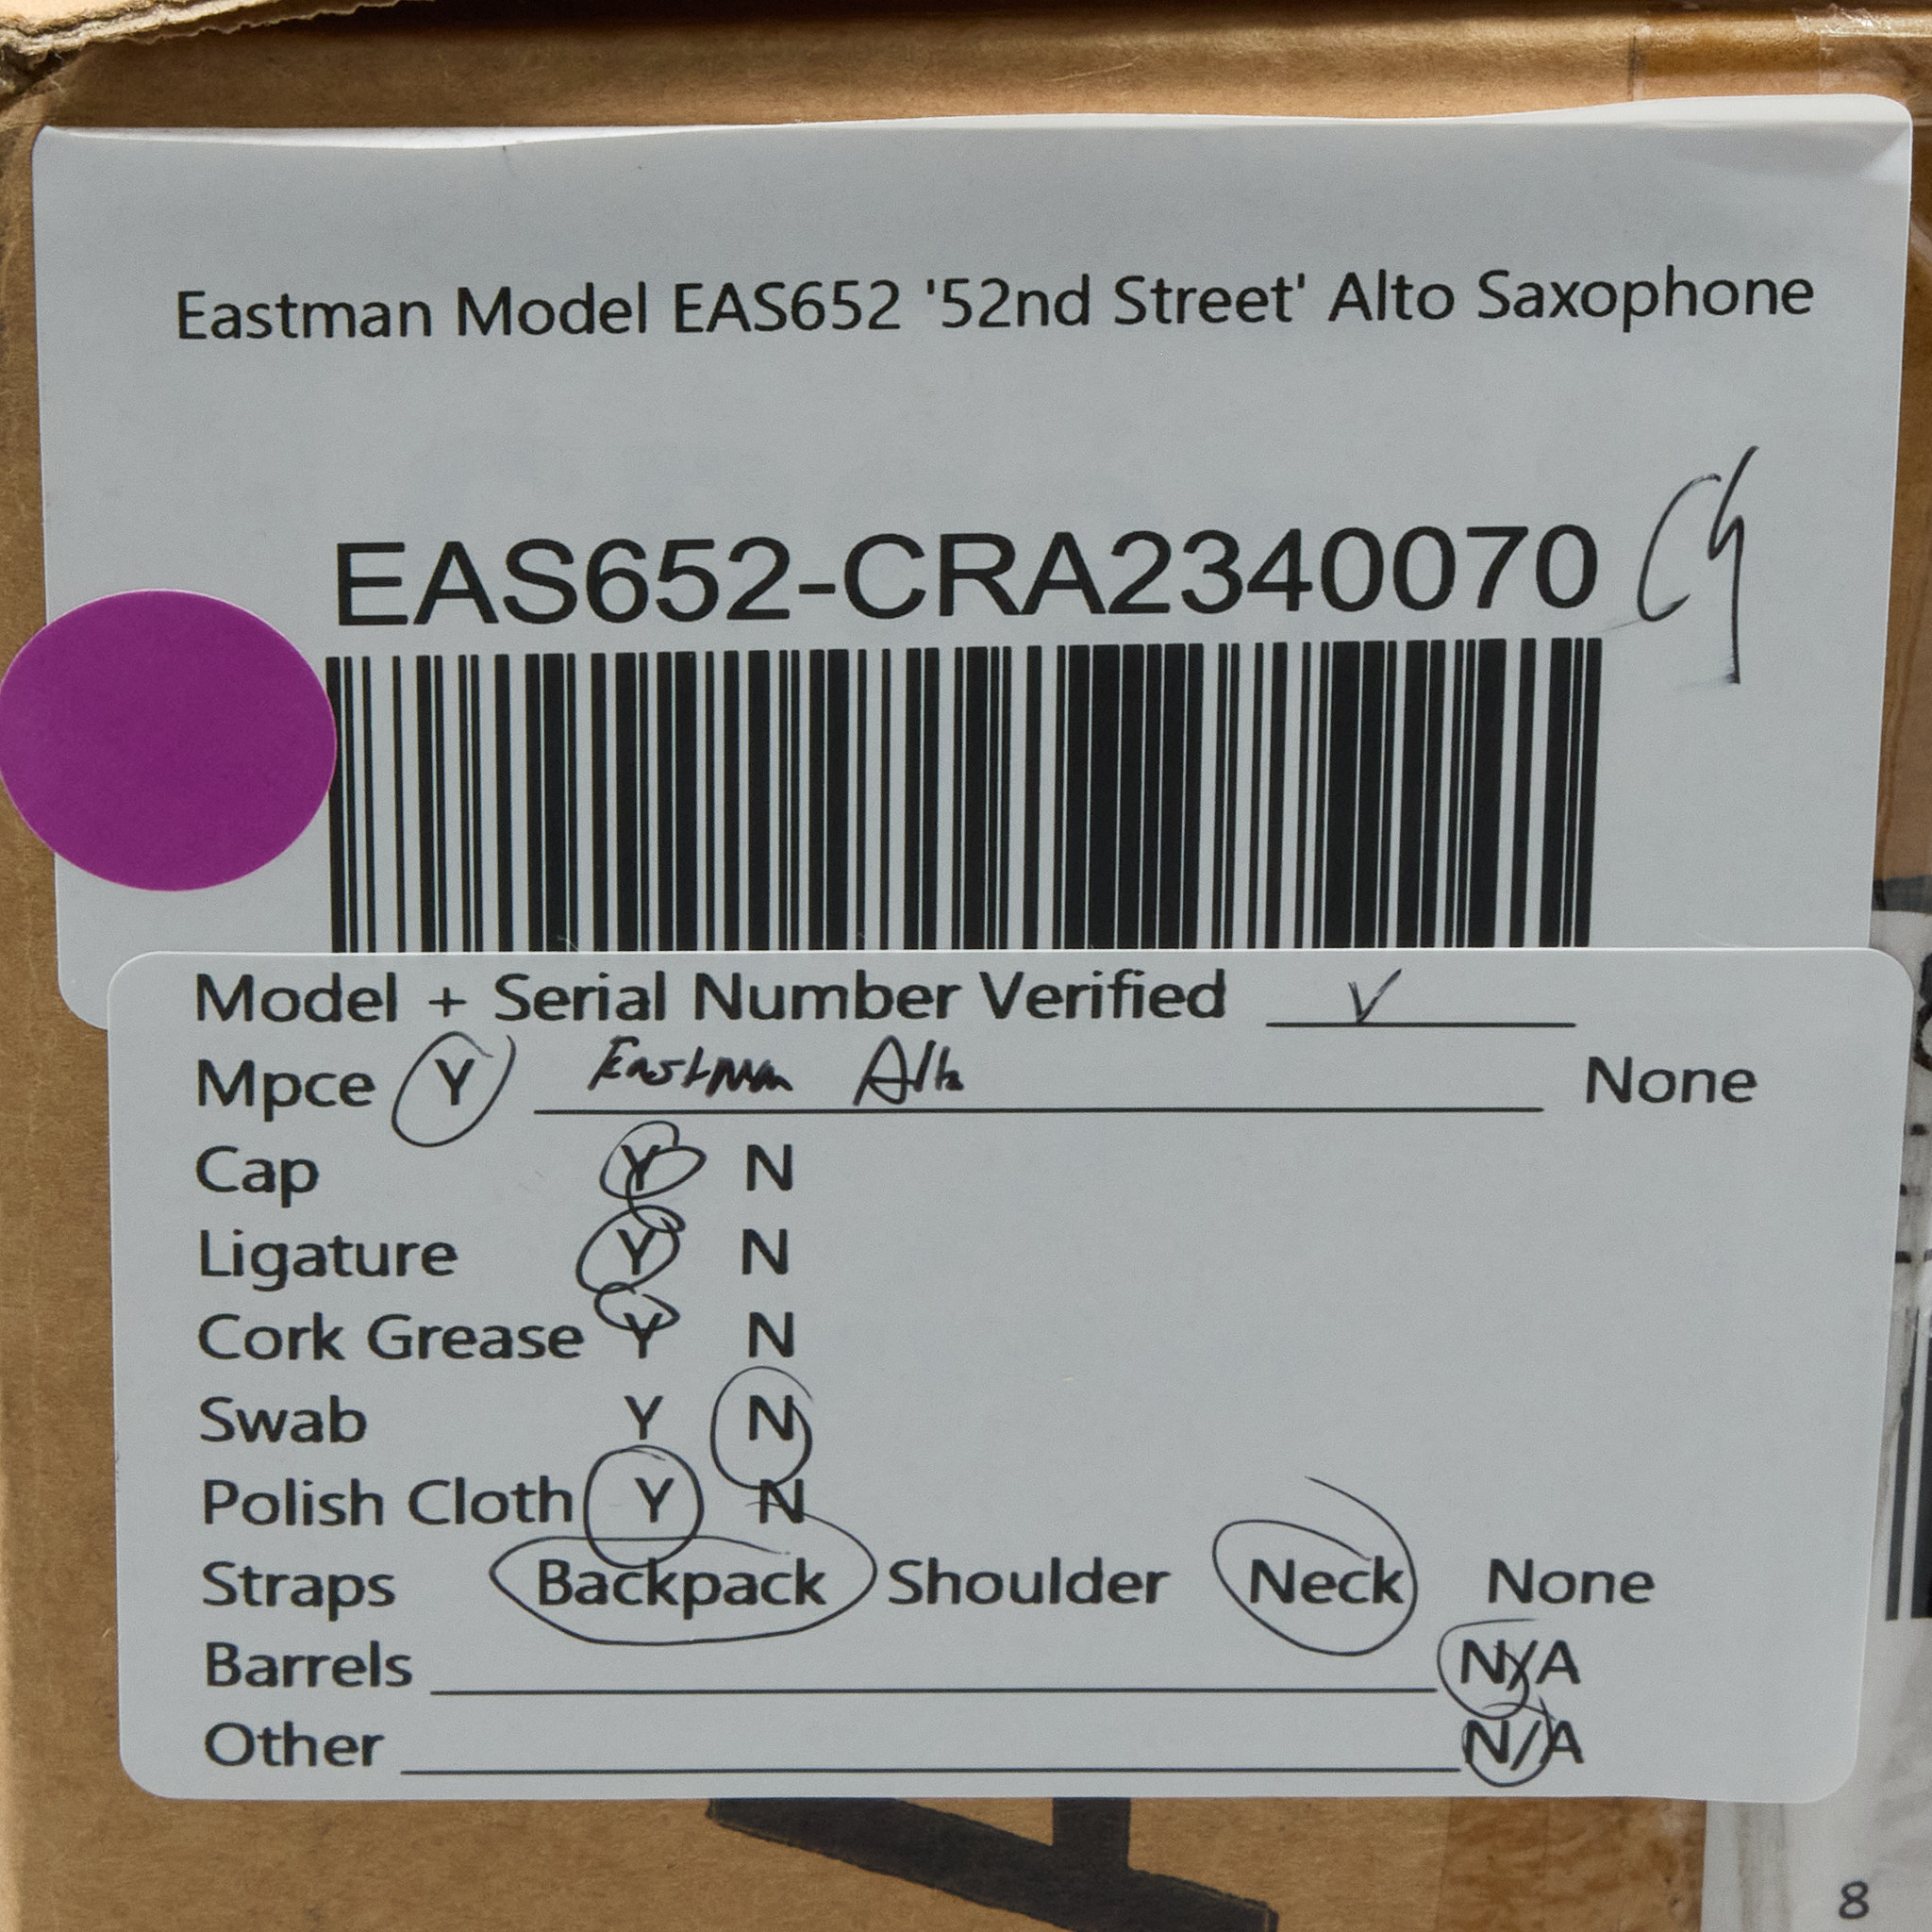 Eastman Model EAS652 '52nd Street' Alto Saxophone
EAS652-CRA2340070
Model + Serial Number Verified ✓
Mpce Y Eastman Alto None
Cap Y N
Ligature Y N
Cork Grease Y N
Swab Y N
Polish Cloth Y N
Straps Backpack Shoulder Neck None
Barrels N/A
Other N/A
8